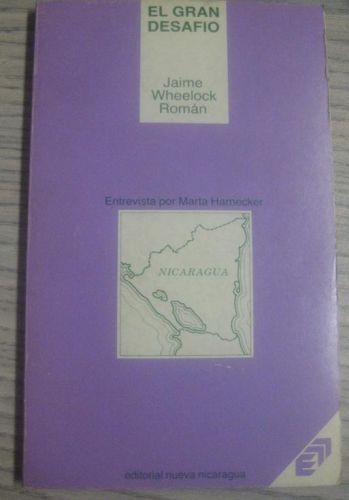 EL GRAN
DESAFIO
Jaime
Wheelock
Román
Entrevista por Marta Harnecker
NICARAGUA
editorial nueva nicaragua